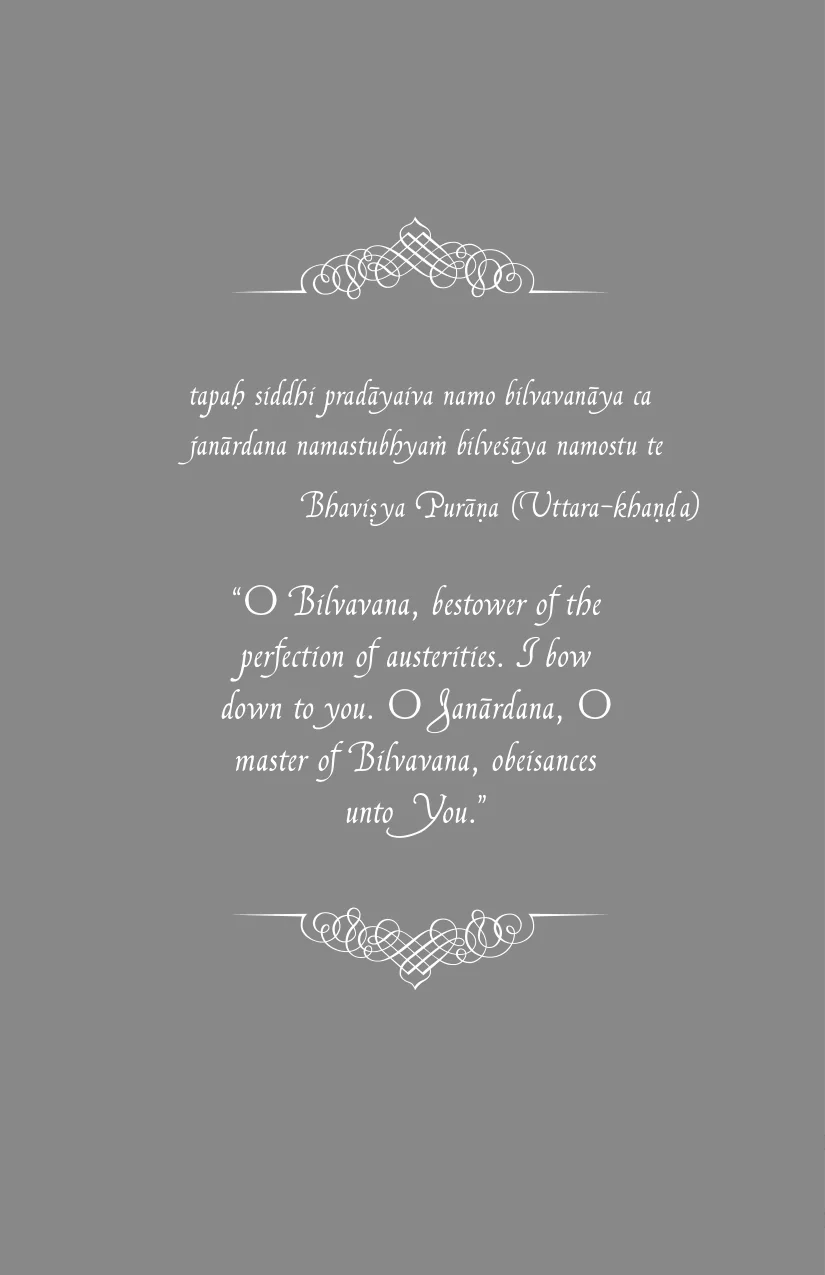 tapaḥ siddhi pradāyaiva namo bilvavanāya ca
janārdana namastubhyaṁ bilveśāya namostu te
Bhaviṣya Purāṇa (Uttara-khaṇḍa)
“O Bilvavana, bestower of the
perfection of austerities. I bow
down to you. O Janārdana, O
master of Bilvavana, obeisances
unto You.”